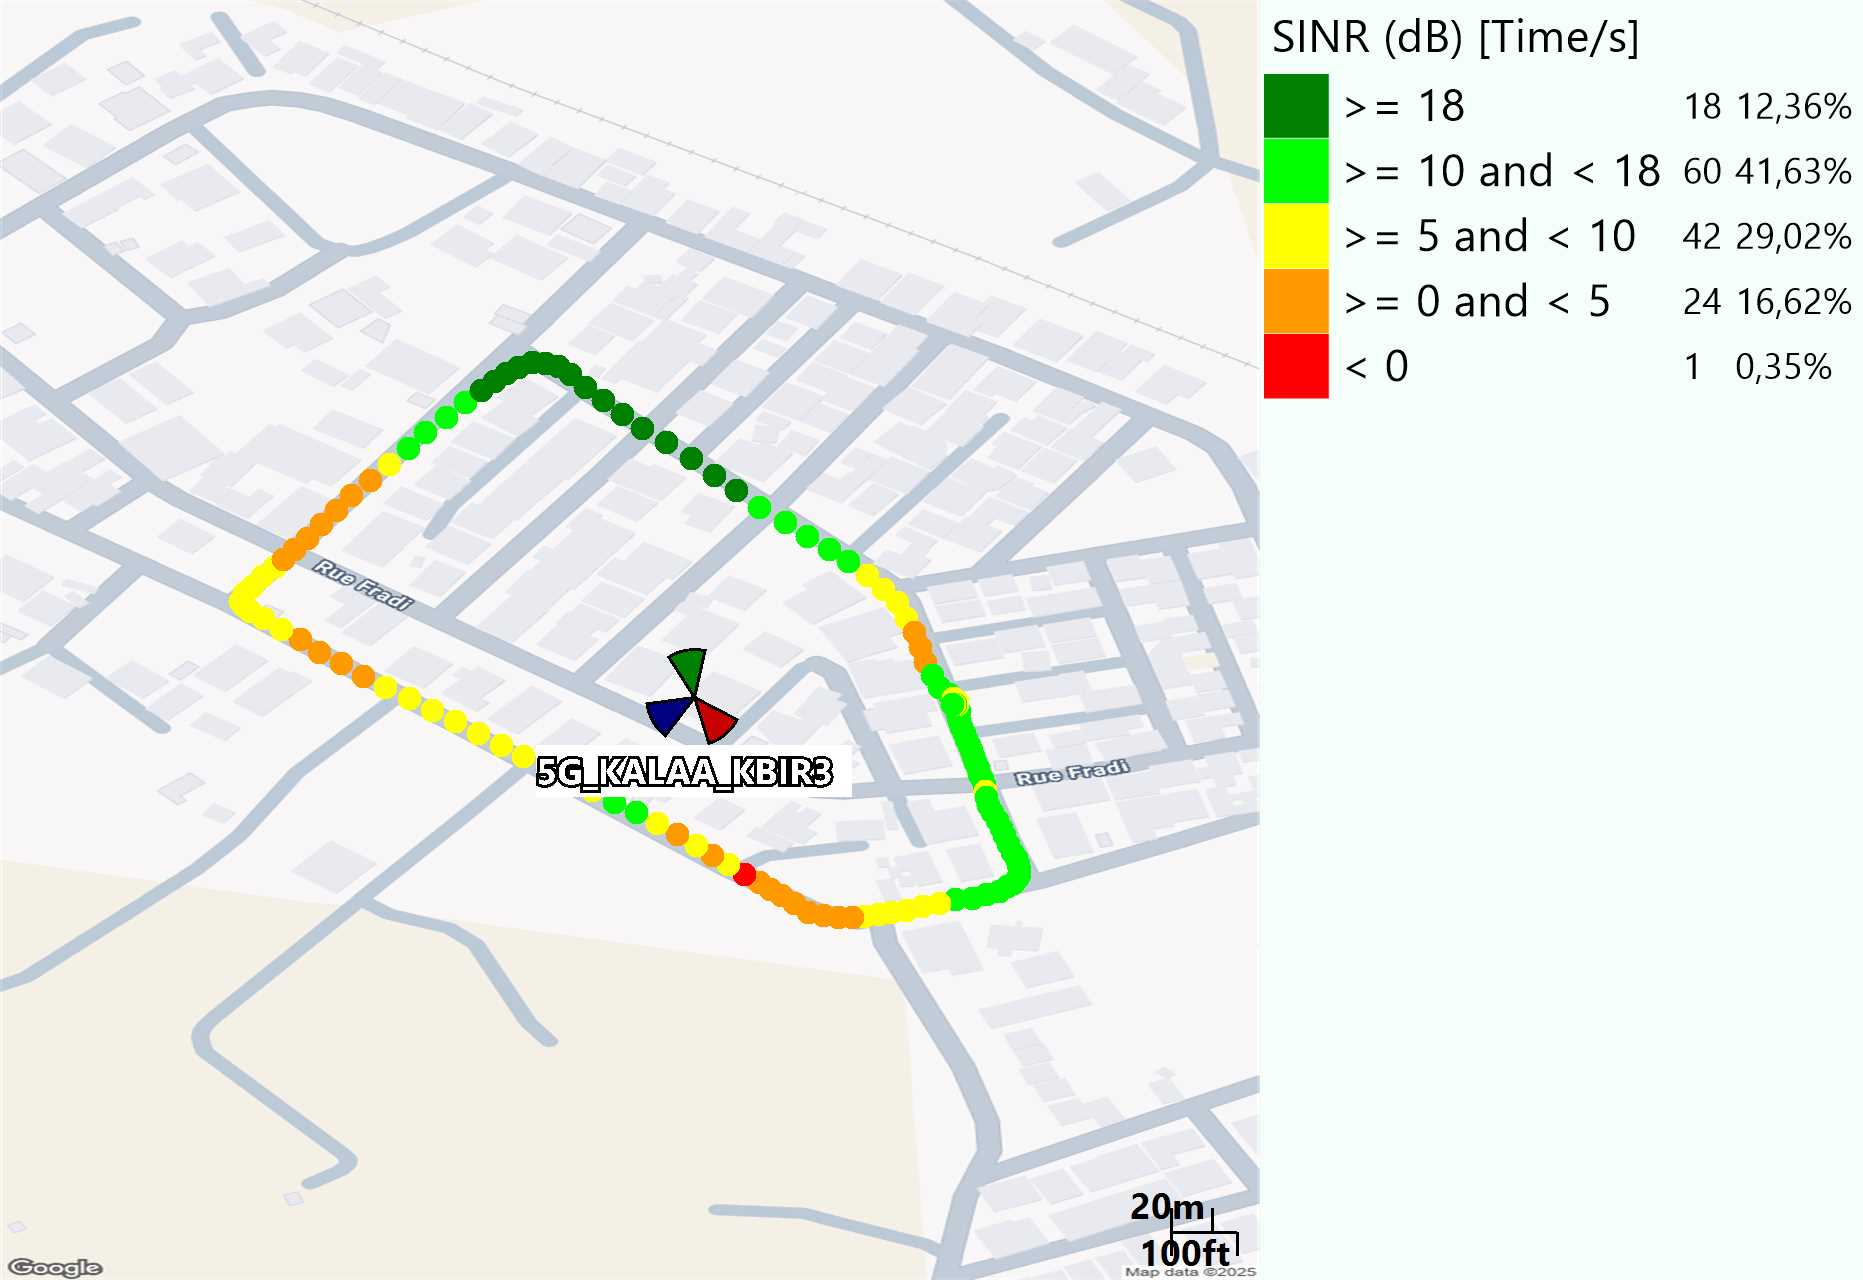 SINR (dB) [Time/s]
>= 18 18 12,36%
>= 10 and < 18 60 41,63%
>= 5 and < 10 42 29,02%
>= 0 and < 5 24 16,62%
< 0 1 0,35%
Rue Fradi
5G_KALAA_KBIR3
Rue Fradi
20m
100ft
Google
Map data ©2025